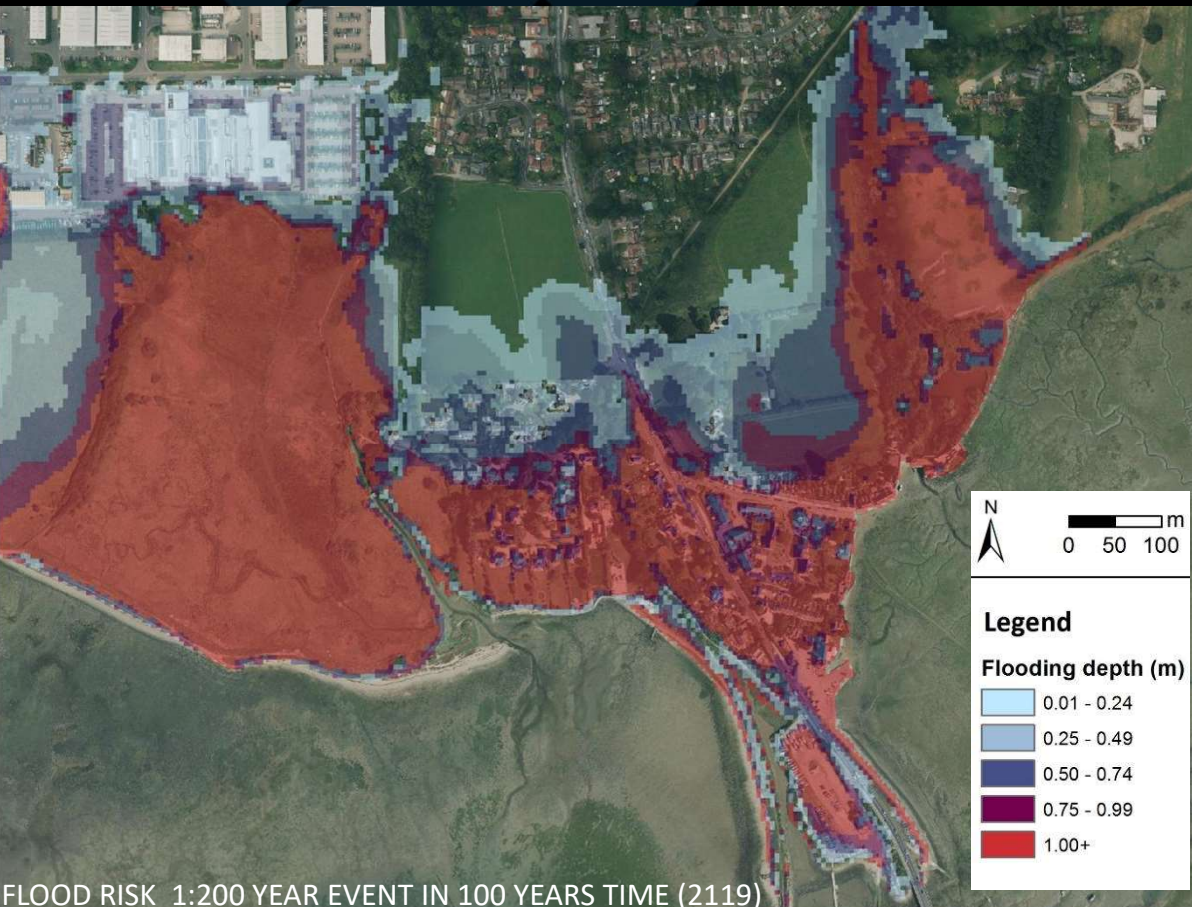 N
m
0 50 100
Legend
Flooding depth (m)
0.01 - 0.24
0.25 - 0.49
0.50 - 0.74
0.75 - 0.99
1.00+
FLOOD RISK 1:200 YEAR EVENT IN 100 YEARS TIME (2119)